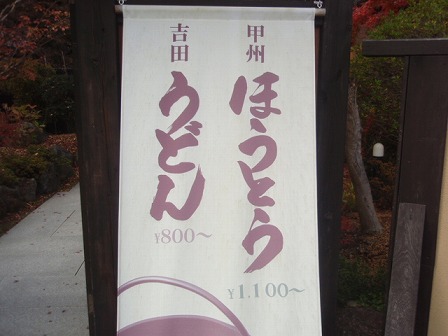 甲州
ほうとう
¥1,100～
吉田
うどん
¥800～